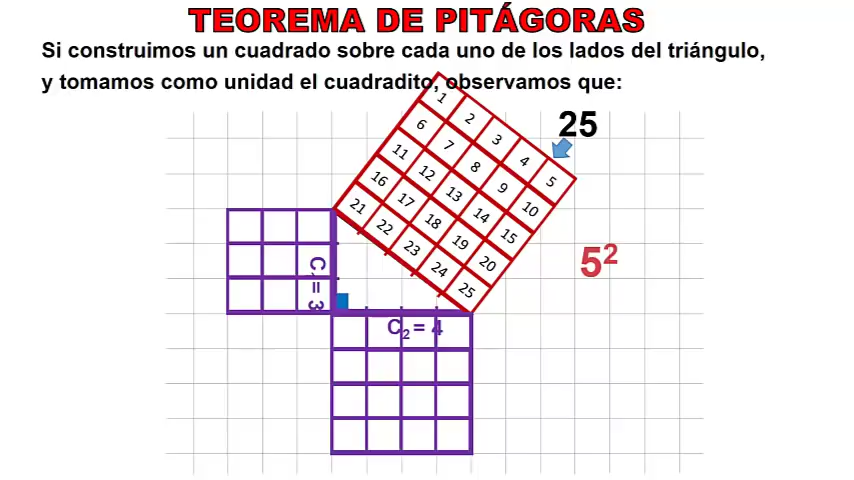 TEOREMA DE PITÁGORAS
Si construimos un cuadrado sobre cada uno de los lados del triángulo,
y tomamos como unidad el cuadradito, observamos que:
1 2 3 4 5
6 7 8 9 10
11 12 13 14 15
16 17 18 19 20
21 22 23 24 25
25
5²
C₁ = 3
C₂ = 4